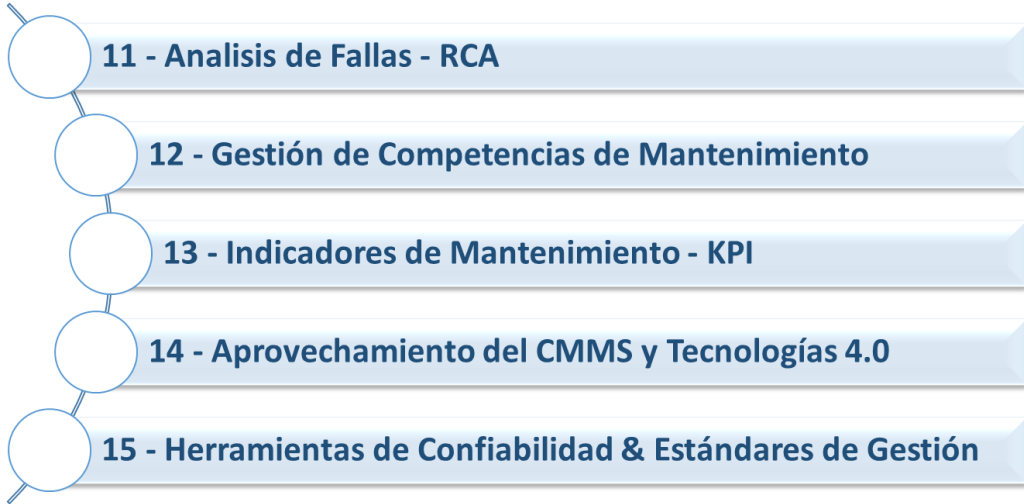 11 - Analisis de Fallas - RCA
12 - Gestión de Competencias de Mantenimiento
13 - Indicadores de Mantenimiento - KPI
14 - Aprovechamiento del CMMS y Tecnologías 4.0
15 - Herramientas de Confiabilidad & Estándares de Gestión